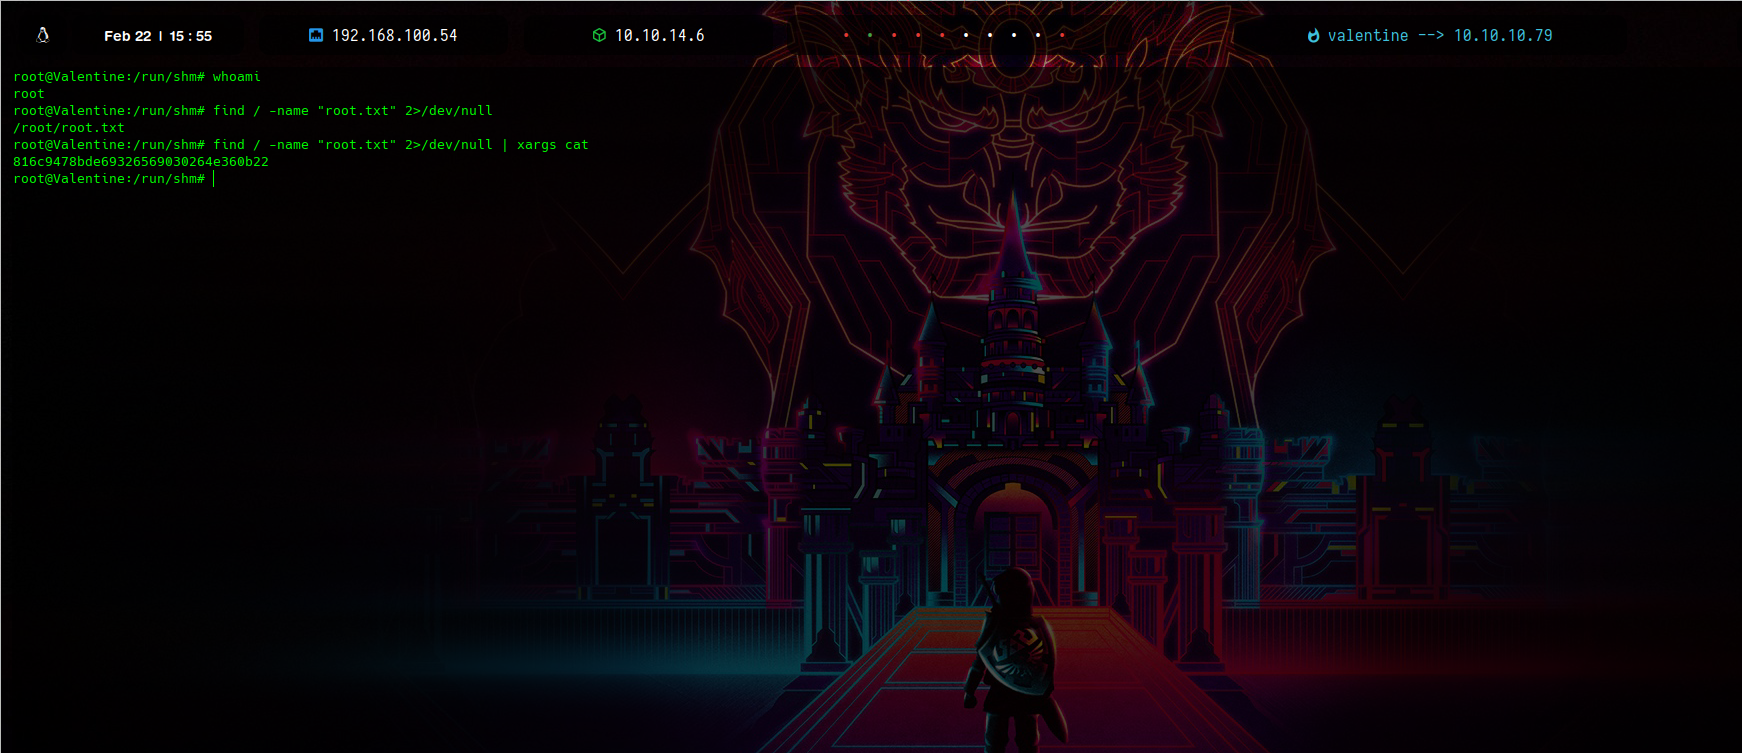 Feb 22 | 15 : 55 192.168.100.54 10.10.14.6 valentine --> 10.10.10.79
root@Valentine:/run/shm# whoami
root
root@Valentine:/run/shm# find / -name "root.txt" 2>/dev/null
/root/root.txt
root@Valentine:/run/shm# find / -name "root.txt" 2>/dev/null | xargs cat
816c9478bde69326569030264e360b22
root@Valentine:/run/shm#